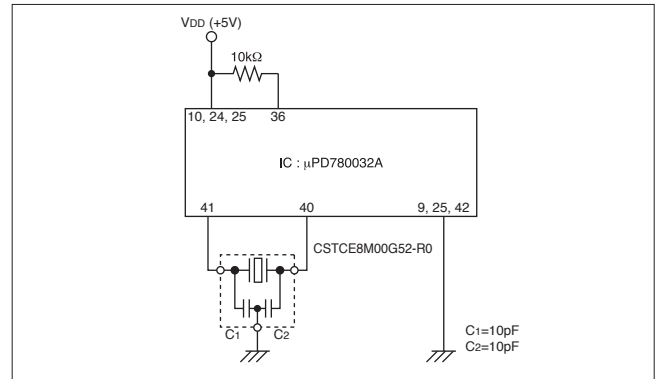 VDD (+5V)
10kΩ
10, 24, 25 36
IC : μPD780032A
41 40 9, 25, 42
CSTCE8M00G52-R0
C1 C2
C1=10pF
C2=10pF